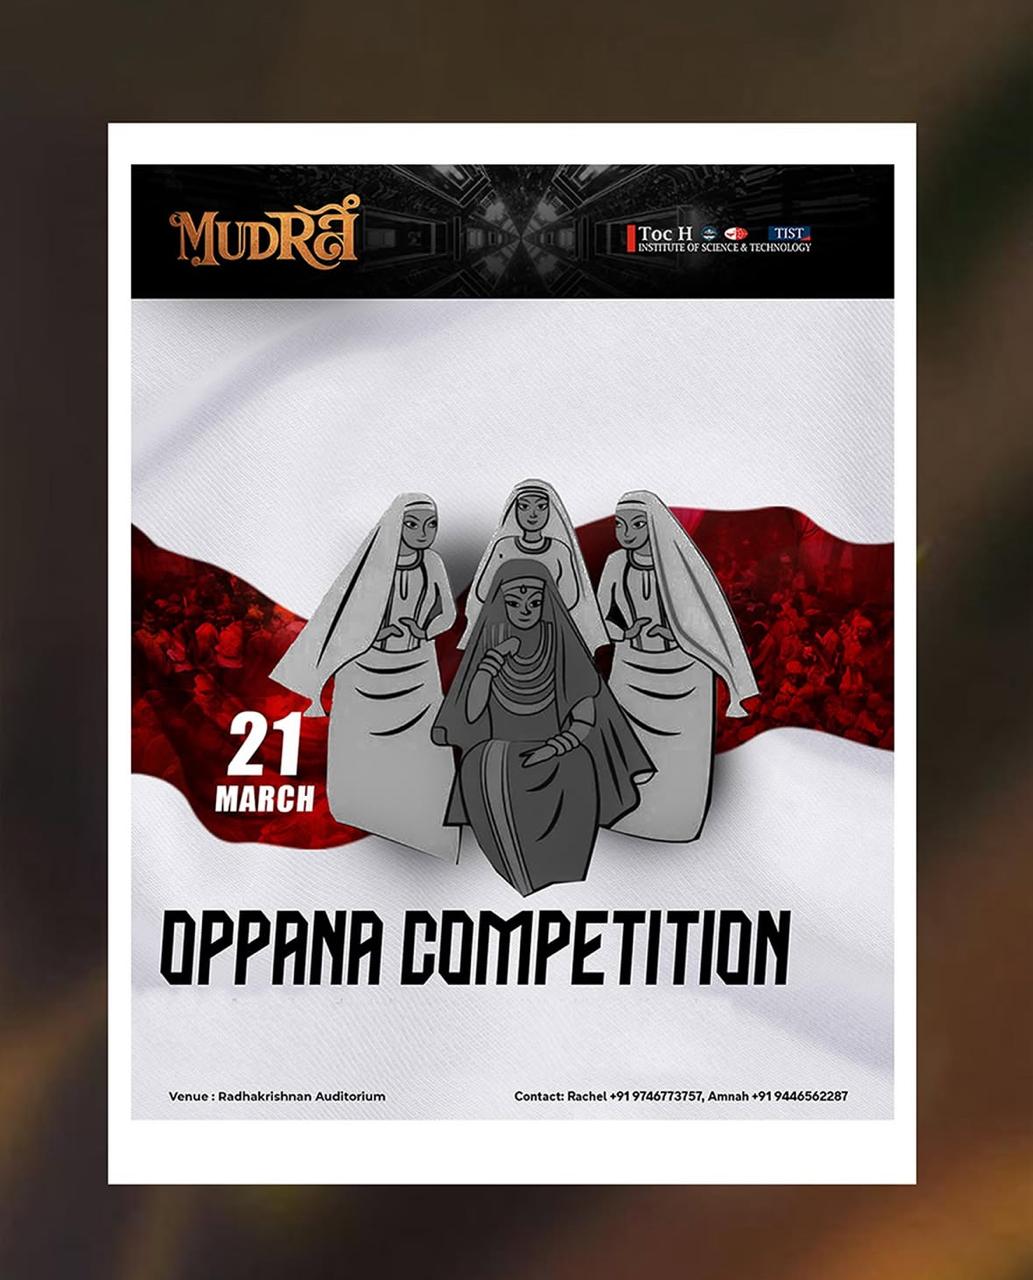 MUDRA
Toc H TIST
INSTITUTE OF SCIENCE & TECHNOLOGY
21
MARCH
OPPANA COMPETITION
Venue : Radhakrishnan Auditorium
Contact: Rachel +91 9746773757, Amnah +91 9446562287